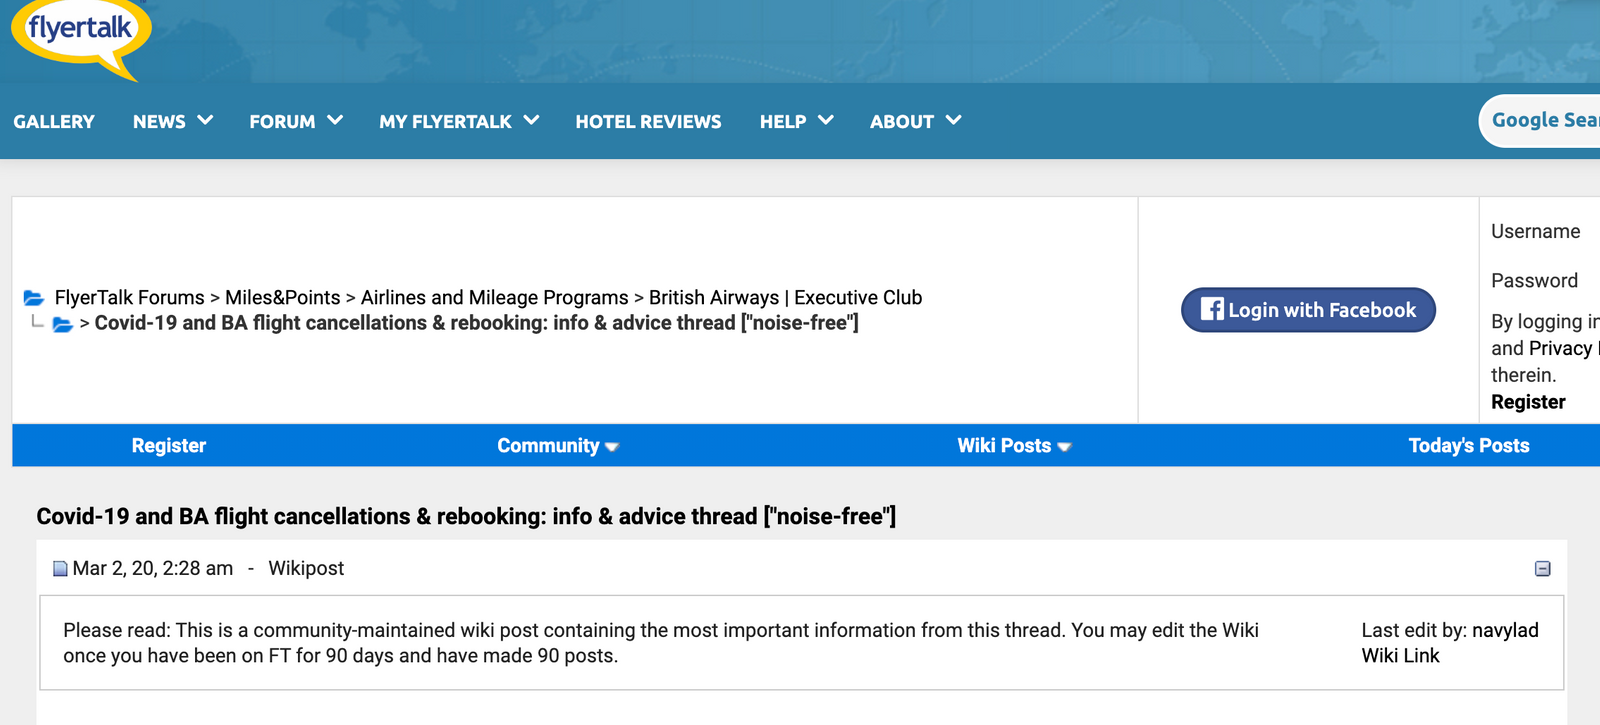 flyertalk
GALLERY NEWS FORUM MY FLYERTALK HOTEL REVIEWS HELP ABOUT
Google Sea
FlyerTalk Forums > Miles&Points > Airlines and Mileage Programs > British Airways | Executive Club
> Covid-19 and BA flight cancellations & rebooking: info & advice thread ["noise-free"]
Login with Facebook
Username
Password
By logging in
and Privacy
therein.
Register
Register Community Wiki Posts Today's Posts
Covid-19 and BA flight cancellations & rebooking: info & advice thread ["noise-free"]
Mar 2, 20, 2:28 am - Wikipost
Please read: This is a community-maintained wiki post containing the most important information from this thread. You may edit the Wiki
once you have been on FT for 90 days and have made 90 posts.
Last edit by: navylad
Wiki Link